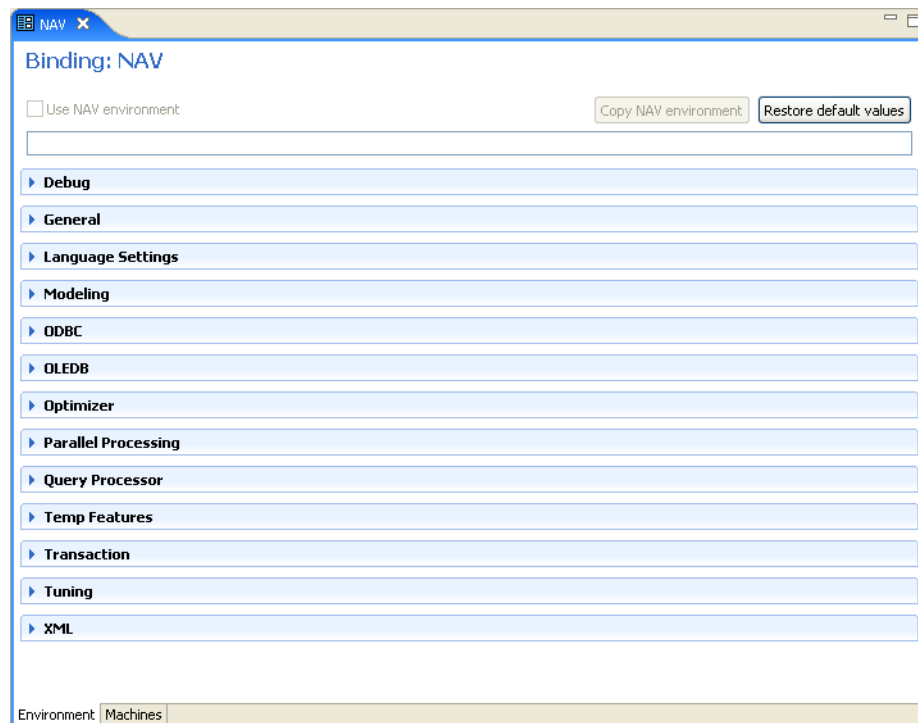 NAV
Binding: NAV
Use NAV environment Copy NAV environment Restore default values
Debug
General
Language Settings
Modeling
ODBC
OLEDB
Optimizer
Parallel Processing
Query Processor
Temp Features
Transaction
Tuning
XML
Environment Machines